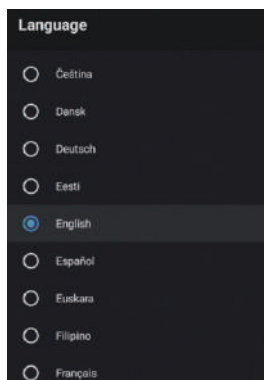 Language
Čeština
Dansk
Deutsch
Eesti
English
Español
Euskara
Filipino
Français